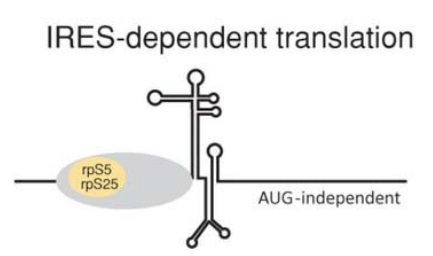 IRES-dependent translation
rpS5
rpS25
AUG-independent